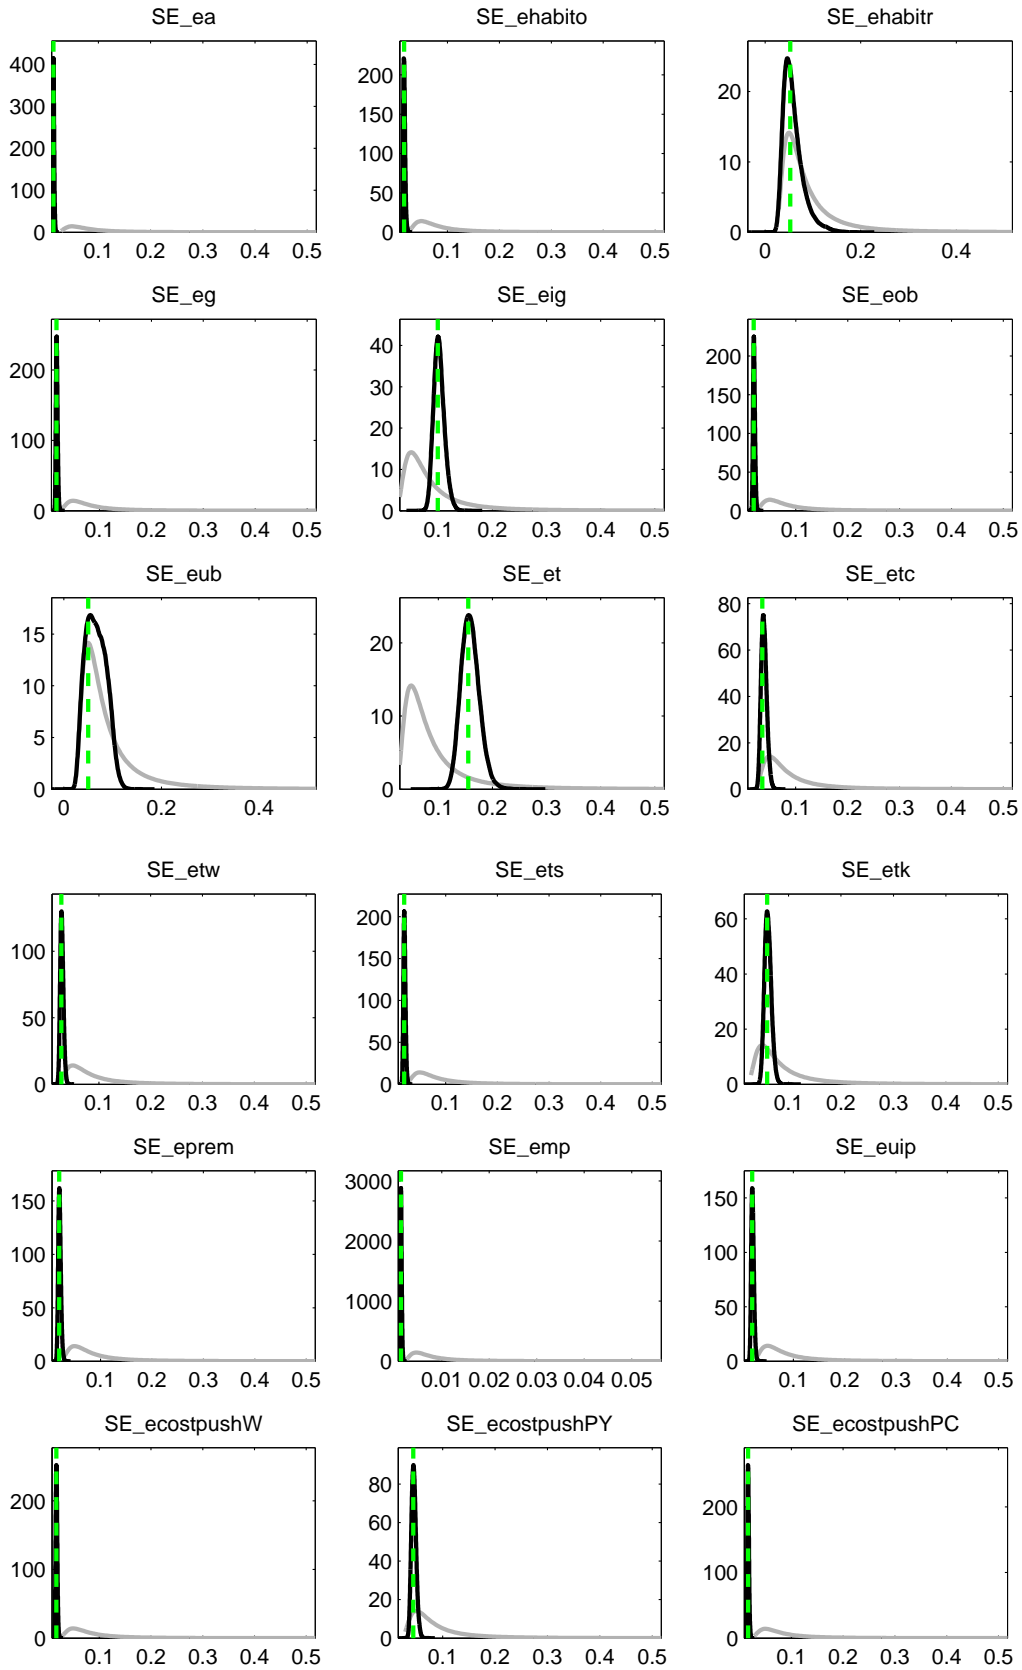 SE_ea SE_ehabito SE_ehabitr
400 200 20
300 150
200 100 10
100 50
0 0 0
0.1 0.2 0.3 0.4 0.5 0.1 0.2 0.3 0.4 0.5 0 0.2 0.4
SE_eg SE_eig SE_eob
200 40 200
30 150
100 20 100
10 50
0 0 0
0.1 0.2 0.3 0.4 0.5 0.1 0.2 0.3 0.4 0.5 0.1 0.2 0.3 0.4 0.5
SE_eub SE_et SE_etc
15 20 80
10 60
10 40
5 20
0 0 0
0 0.2 0.4 0.1 0.2 0.3 0.4 0.5 0.1 0.2 0.3 0.4 0.5
SE_etw SE_ets SE_etk
100 200 60
150 40
50 100 20
50
0 0 0
0.1 0.2 0.3 0.4 0.5 0.1 0.2 0.3 0.4 0.5 0.1 0.2 0.3 0.4 0.5
SE_eprem SE_emp SE_euip
150 3000 150
100 2000 100
50 1000 50
0 0 0
0.1 0.2 0.3 0.4 0.5 0.01 0.02 0.03 0.04 0.05 0.1 0.2 0.3 0.4 0.5
SE_ecostpushW SE_ecostpushPY SE_ecostpushPC
200 80 200
60
100 40 100
20
0 0 0
0.1 0.2 0.3 0.4 0.5 0.1 0.2 0.3 0.4 0.5 0.1 0.2 0.3 0.4 0.5